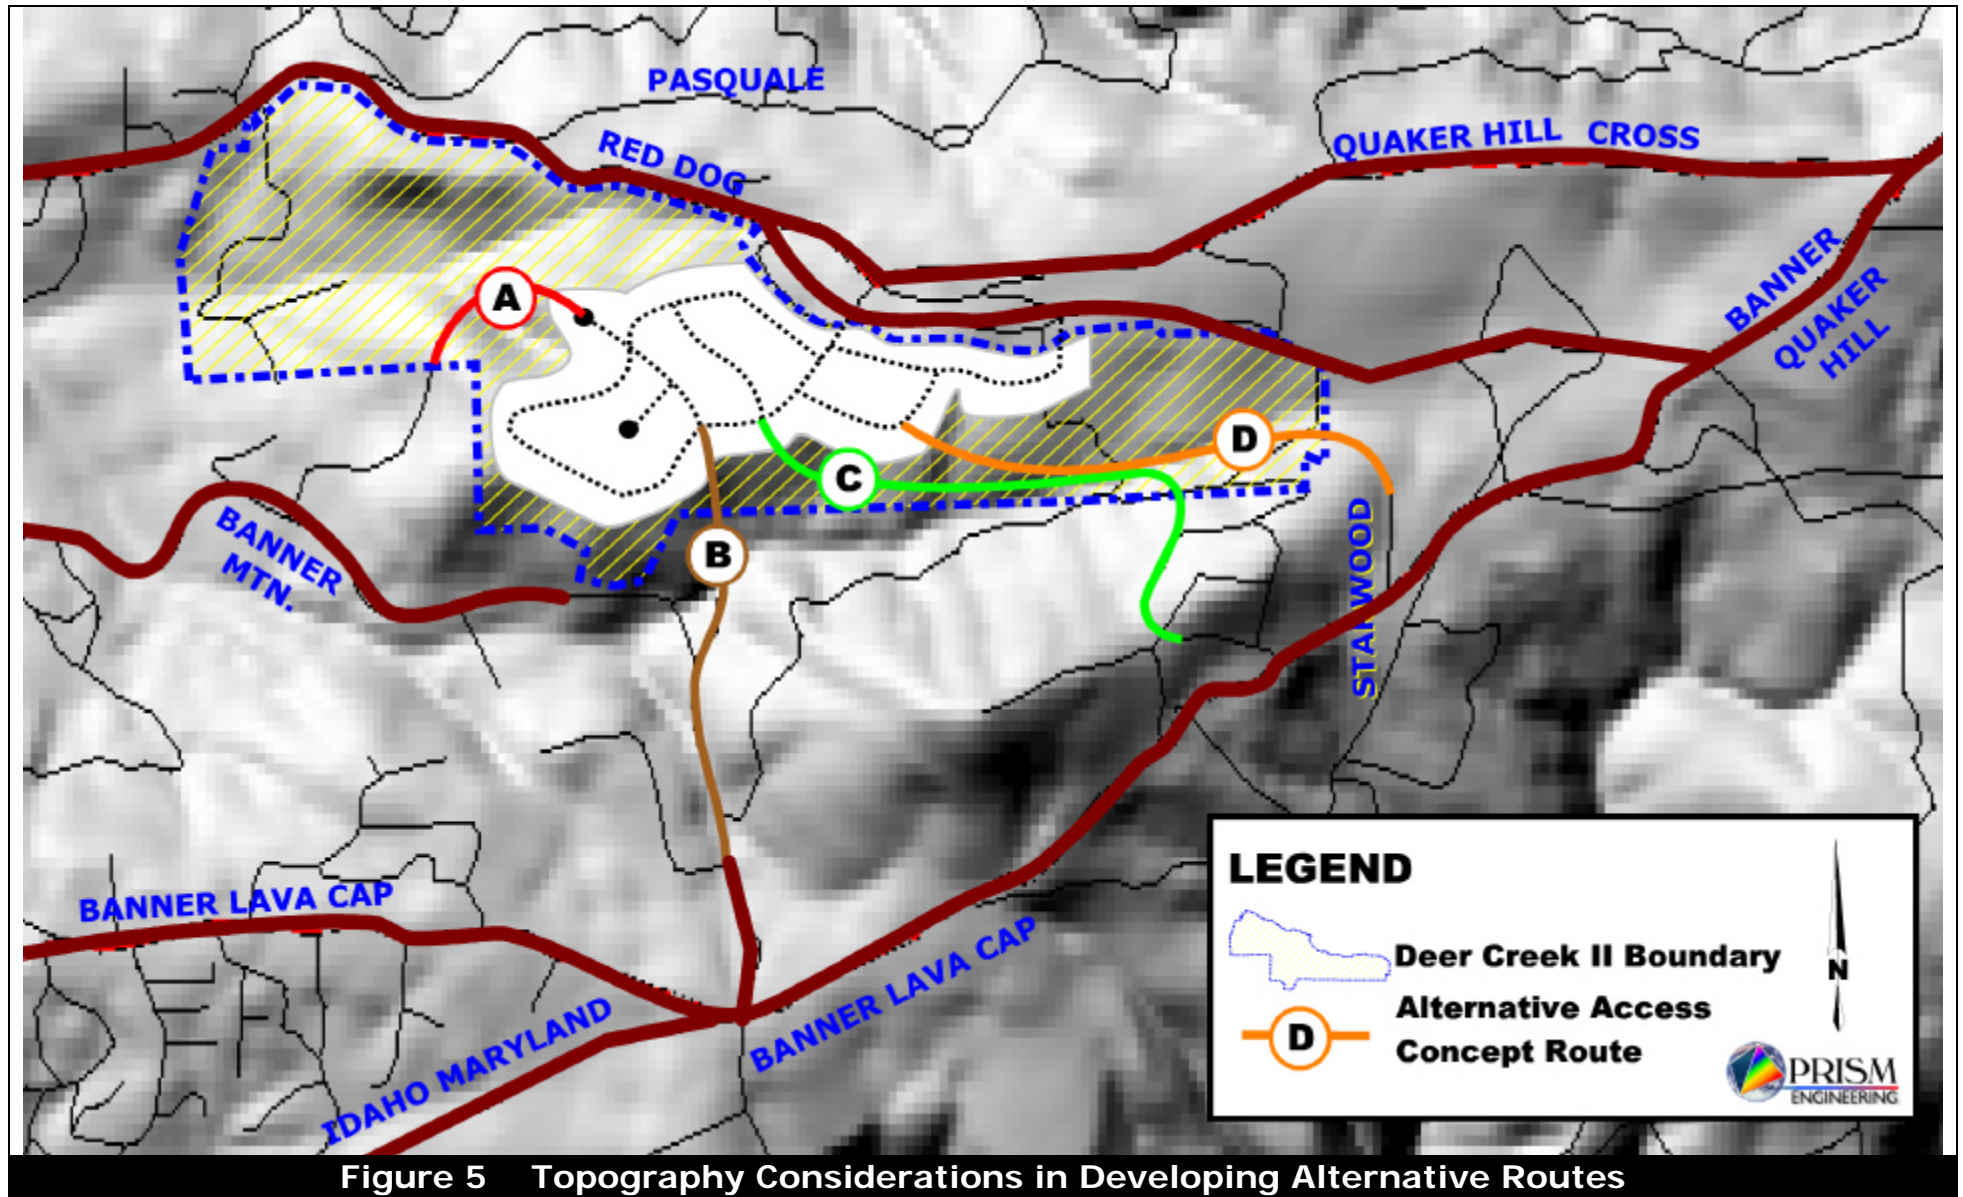 PASQUALE
RED DOG
QUAKER HILL CROSS
BANNER
QUAKER
HILL
A
D
C
B
BANNER
MTN.
STARWOOD
BANNER LAVA CAP
IDAHO MARYLAND
BANNER LAVA CAP
LEGEND
Deer Creek II Boundary
D
Alternative Access
Concept Route
N
PRISM
ENGINEERING
Figure 5 Topography Considerations in Developing Alternative Routes